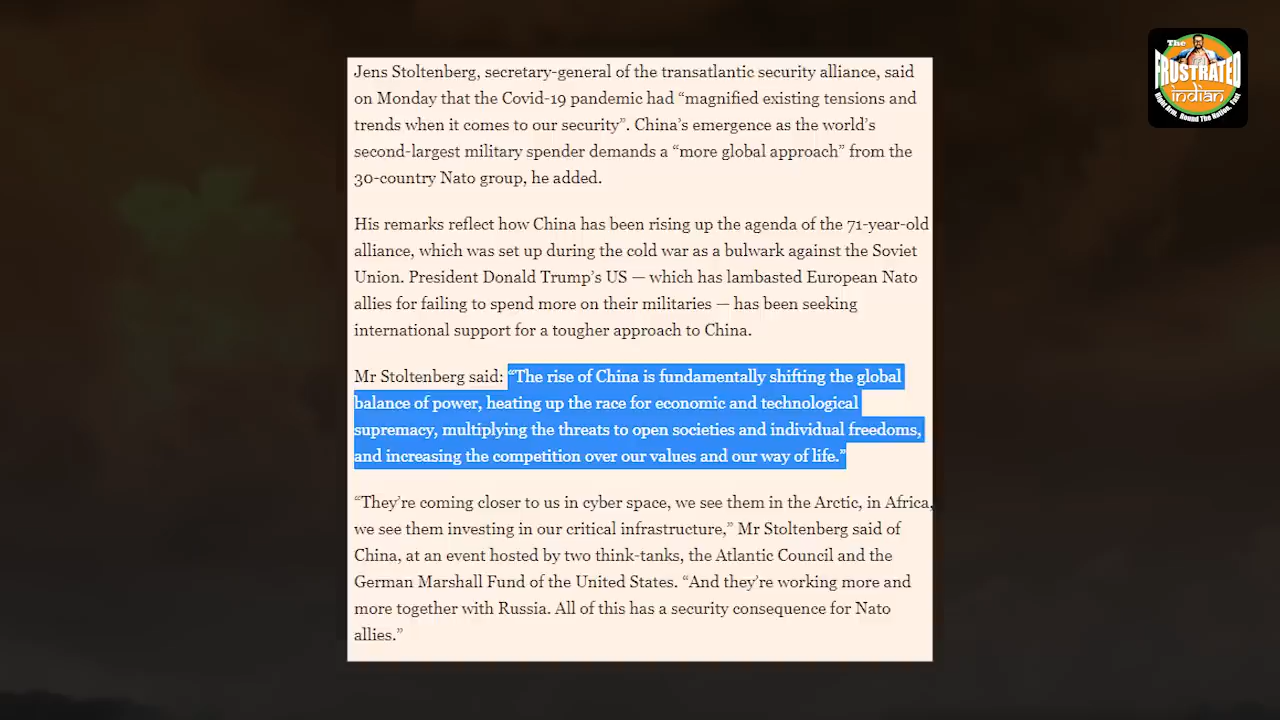 The
FRUSTRATED
indian
Right Arm, Round The Nation, Fast
Jens Stoltenberg, secretary-general of the transatlantic security alliance, said
on Monday that the Covid-19 pandemic had “magnified existing tensions and
trends when it comes to our security”. China’s emergence as the world’s
second-largest military spender demands a “more global approach” from the
30-country Nato group, he added.
His remarks reflect how China has been rising up the agenda of the 71-year-old
alliance, which was set up during the cold war as a bulwark against the Soviet
Union. President Donald Trump’s US — which has lambasted European Nato
allies for failing to spend more on their militaries — has been seeking
international support for a tougher approach to China.
Mr Stoltenberg said: “The rise of China is fundamentally shifting the global
balance of power, heating up the race for economic and technological
supremacy, multiplying the threats to open societies and individual freedoms,
and increasing the competition over our values and our way of life.”
“They’re coming closer to us in cyber space, we see them in the Arctic, in Africa,
we see them investing in our critical infrastructure,” Mr Stoltenberg said of
China, at an event hosted by two think-tanks, the Atlantic Council and the
German Marshall Fund of the United States. “And they’re working more and
more together with Russia. All of this has a security consequence for Nato
allies.”